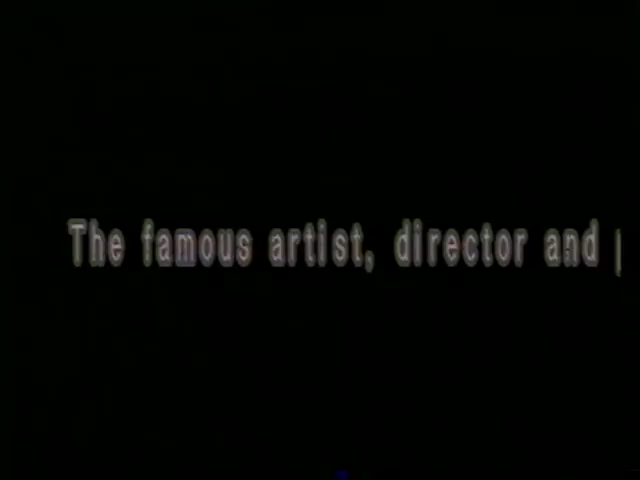 The famous artist, director and